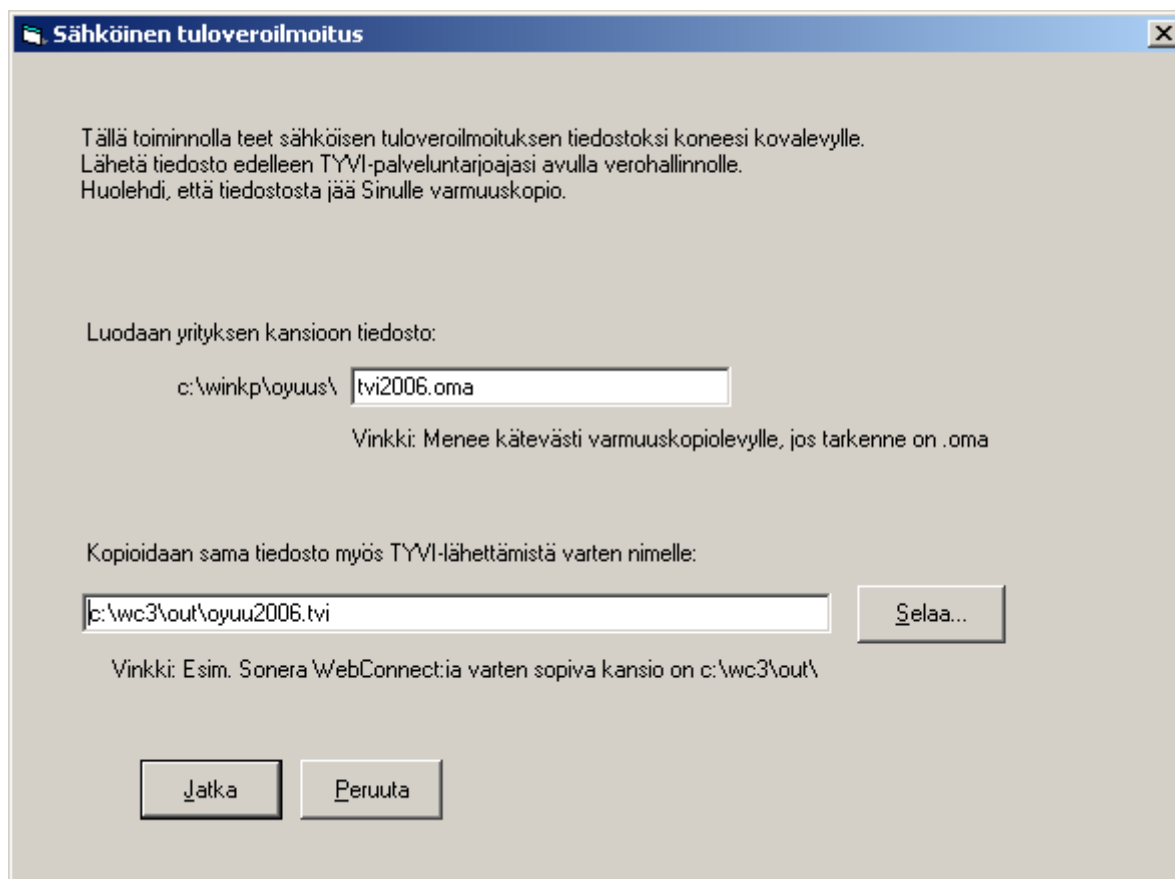 Sähköinen tuloveroilmoitus
Tällä toiminnolla teet sähköisen tuloveroilmoituksen tiedostoksi koneesi kovalevylle.
Lähetä tiedosto edelleen TYVI-palveluntarjoajasi avulla verohallinnolle.
Huolehdi, että tiedostosta jää Sinulle varmuuskopio.
Luodaan yrityksen kansioon tiedosto:
c:\winkp\oyuus\ tvi2006.oma
Vinkki: Menee kätevästi varmuuskopiolevylle, jos tarkenne on .oma
Kopioidaan sama tiedosto myös TYVI-lähettämistä varten nimelle:
c:\wc3\out\oyuu2006.tvi Selaa...
Vinkki: Esim. Sonera WebConnect:ia varten sopiva kansio on c:\wc3\out\
Jatka Peruuta